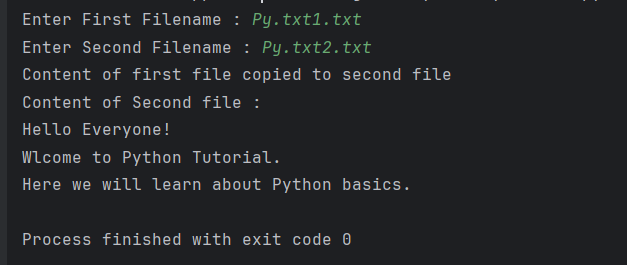 Enter First Filename : Py.txt1.txt
Enter Second Filename : Py.txt2.txt
Content of first file copied to second file
Content of Second file :
Hello Everyone!
Wlcome to Python Tutorial.
Here we will learn about Python basics.
Process finished with exit code 0